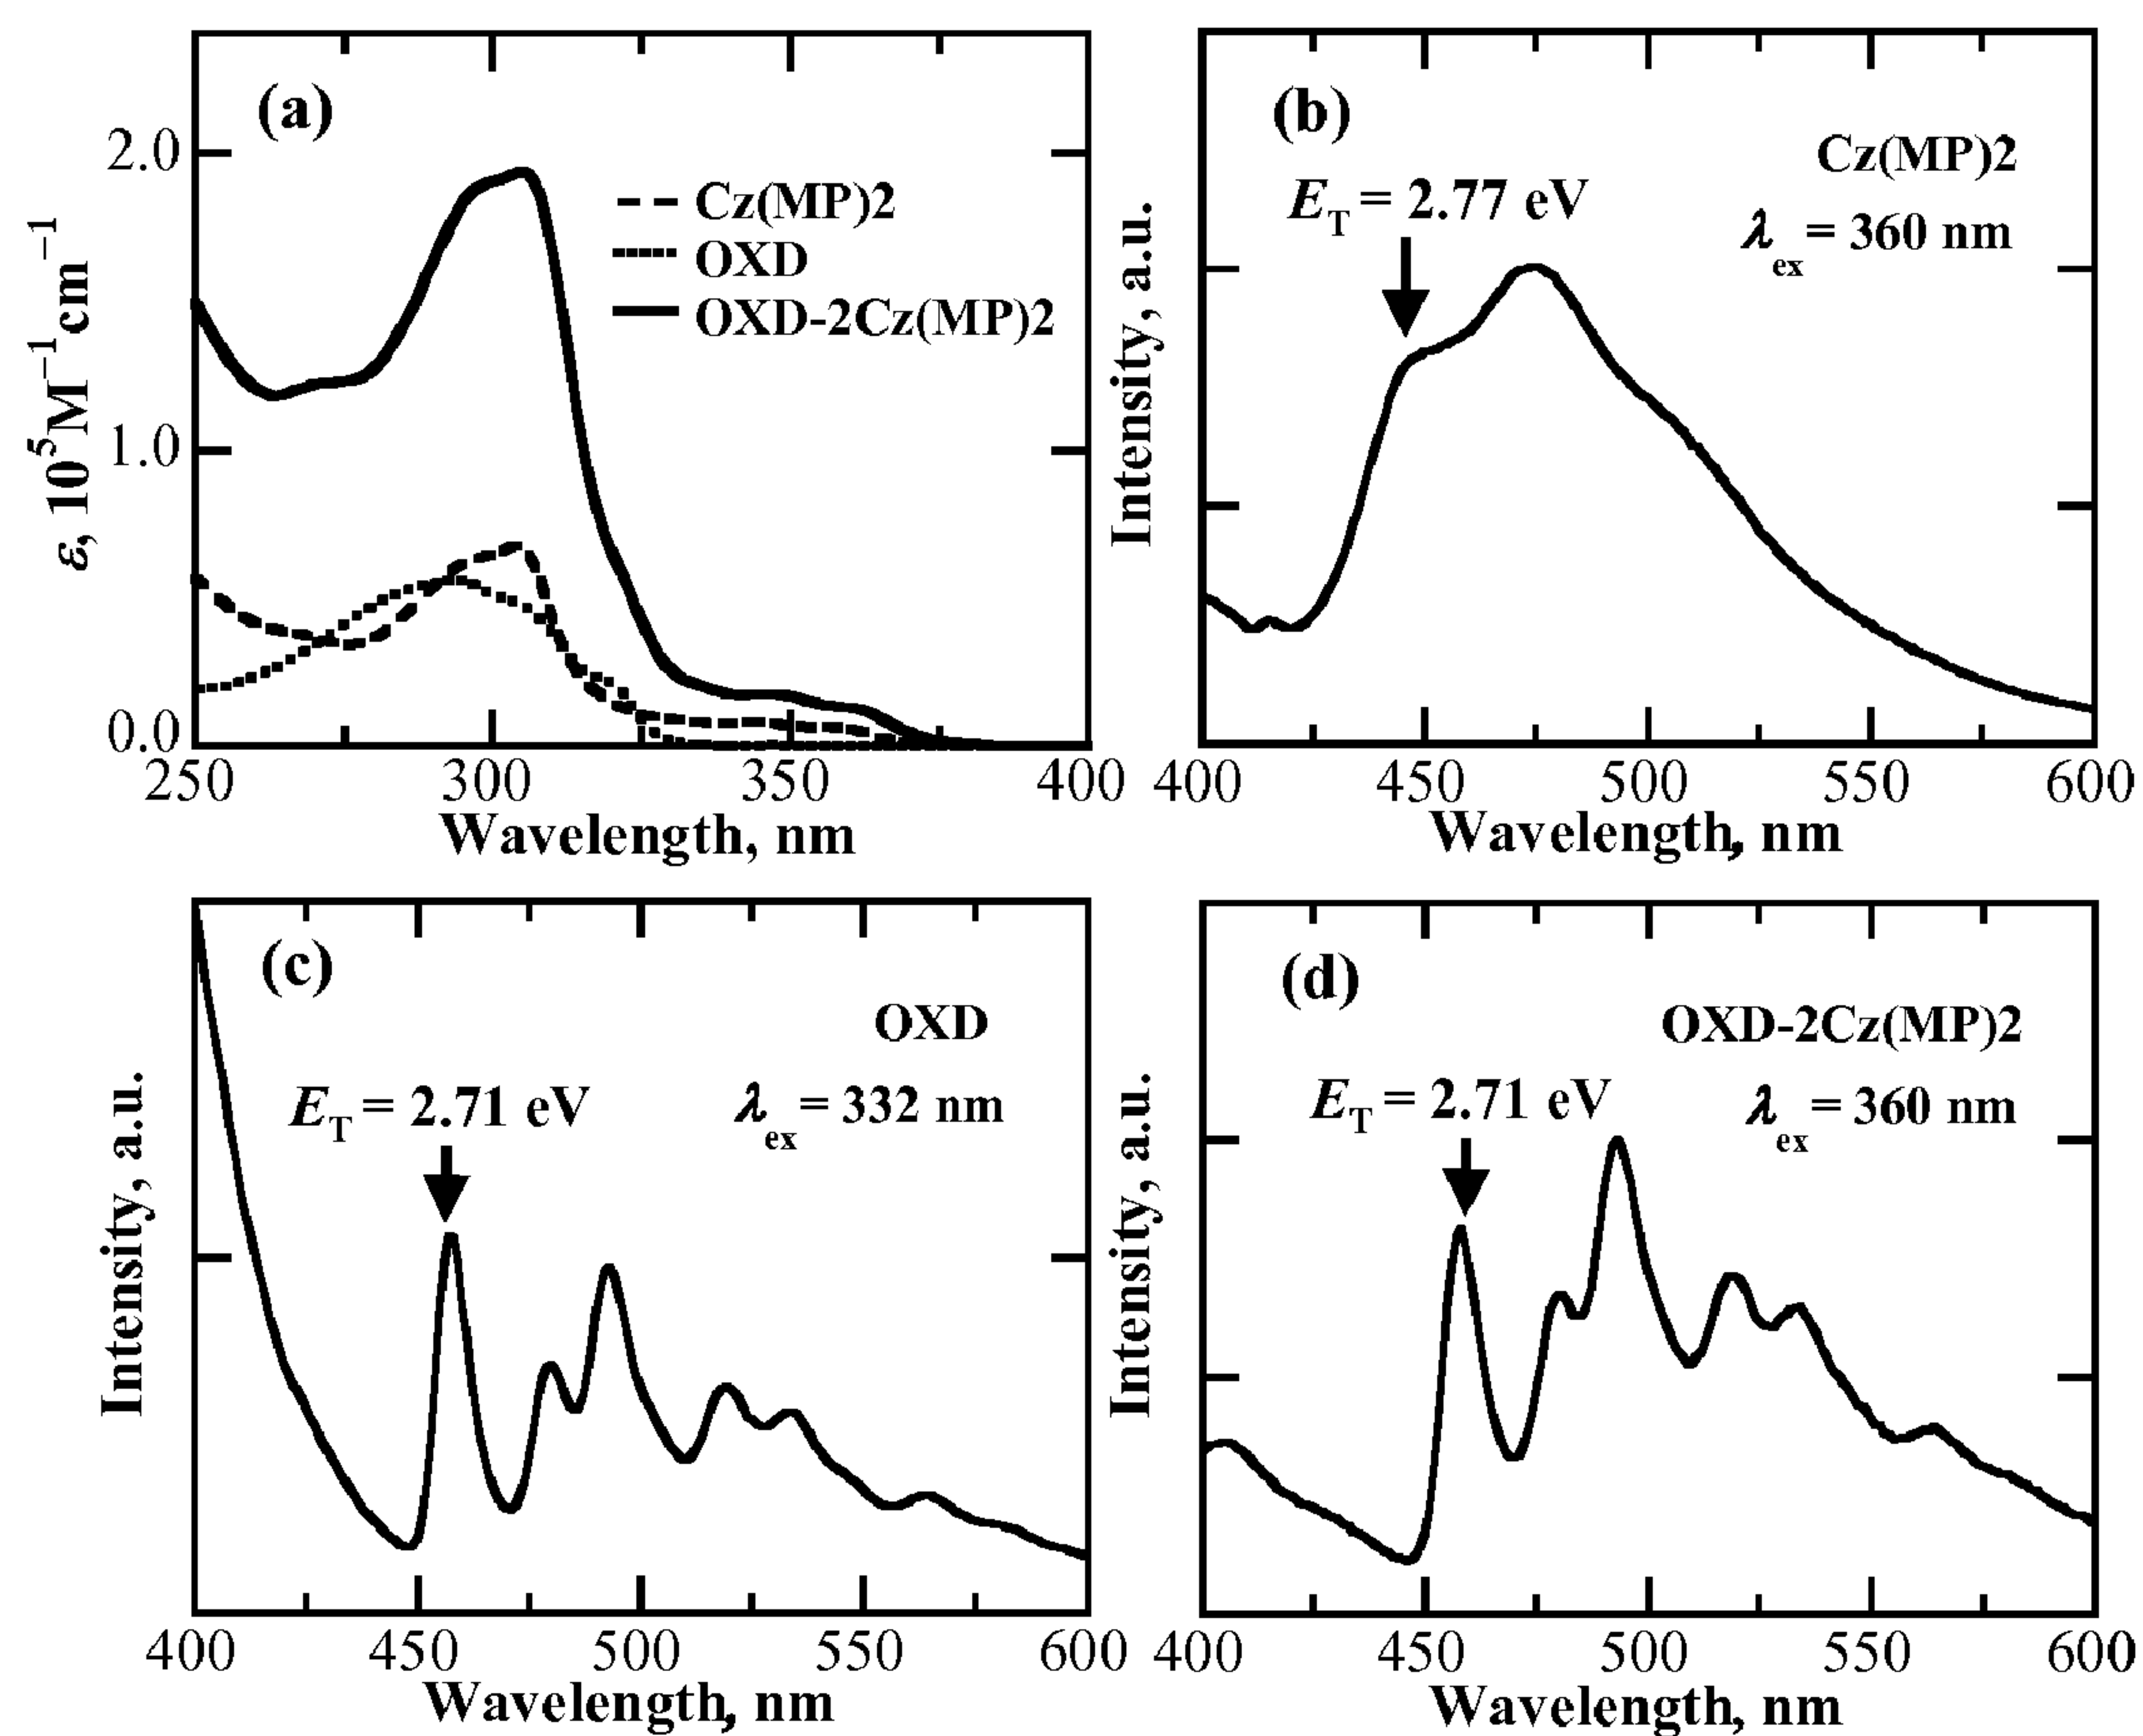 (a)
2.0
1.0
0.0
ε, 10⁵M⁻¹cm⁻¹
Cz(MP)2
OXD
OXD-2Cz(MP)2
250 300 350 400
Wavelength, nm
(b)
Cz(MP)2
E_T = 2.77 eV
λ_ex = 360 nm
Intensity, a.u.
400 450 500 550 600
Wavelength, nm
(c)
OXD
E_T = 2.71 eV
λ_ex = 332 nm
Intensity, a.u.
400 450 500 550 600
Wavelength, nm
(d)
OXD-2Cz(MP)2
E_T = 2.71 eV
λ_ex = 360 nm
Intensity, a.u.
400 450 500 550 600
Wavelength, nm